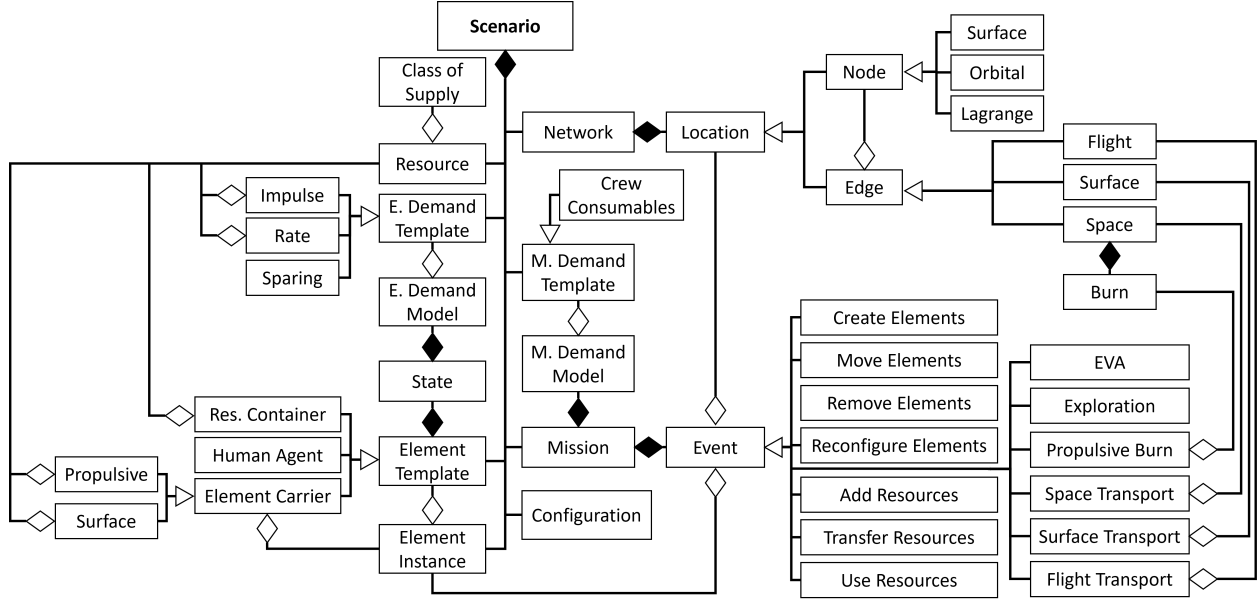 Scenario
Class of
Supply
Resource
Impulse
Rate
Sparing
E. Demand
Template
E. Demand
Model
State
Res. Container
Human Agent
Element Carrier
Propulsive
Surface
Element
Template
Element
Instance
Network
Location
Crew
Consumables
M. Demand
Template
M. Demand
Model
Mission
Event
Configuration
Node
Edge
Surface
Orbital
Lagrange
Flight
Surface
Space
Burn
Create Elements
Move Elements
Remove Elements
Reconfigure Elements
Add Resources
Transfer Resources
Use Resources
EVA
Exploration
Propulsive Burn
Space Transport
Surface Transport
Flight Transport